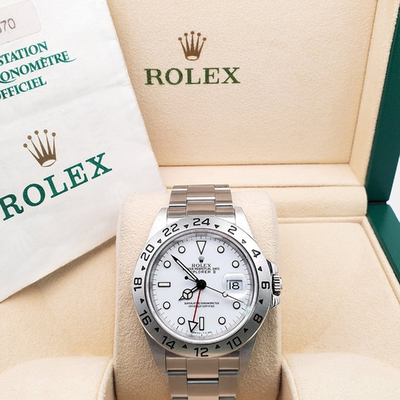 70
STATION
RONOMÈTRE
FFICIEL
ROLEX
ROLEX
24
22
2
20
4
18
6
16
8
14
10
12
ROLEX
EXPLORER II